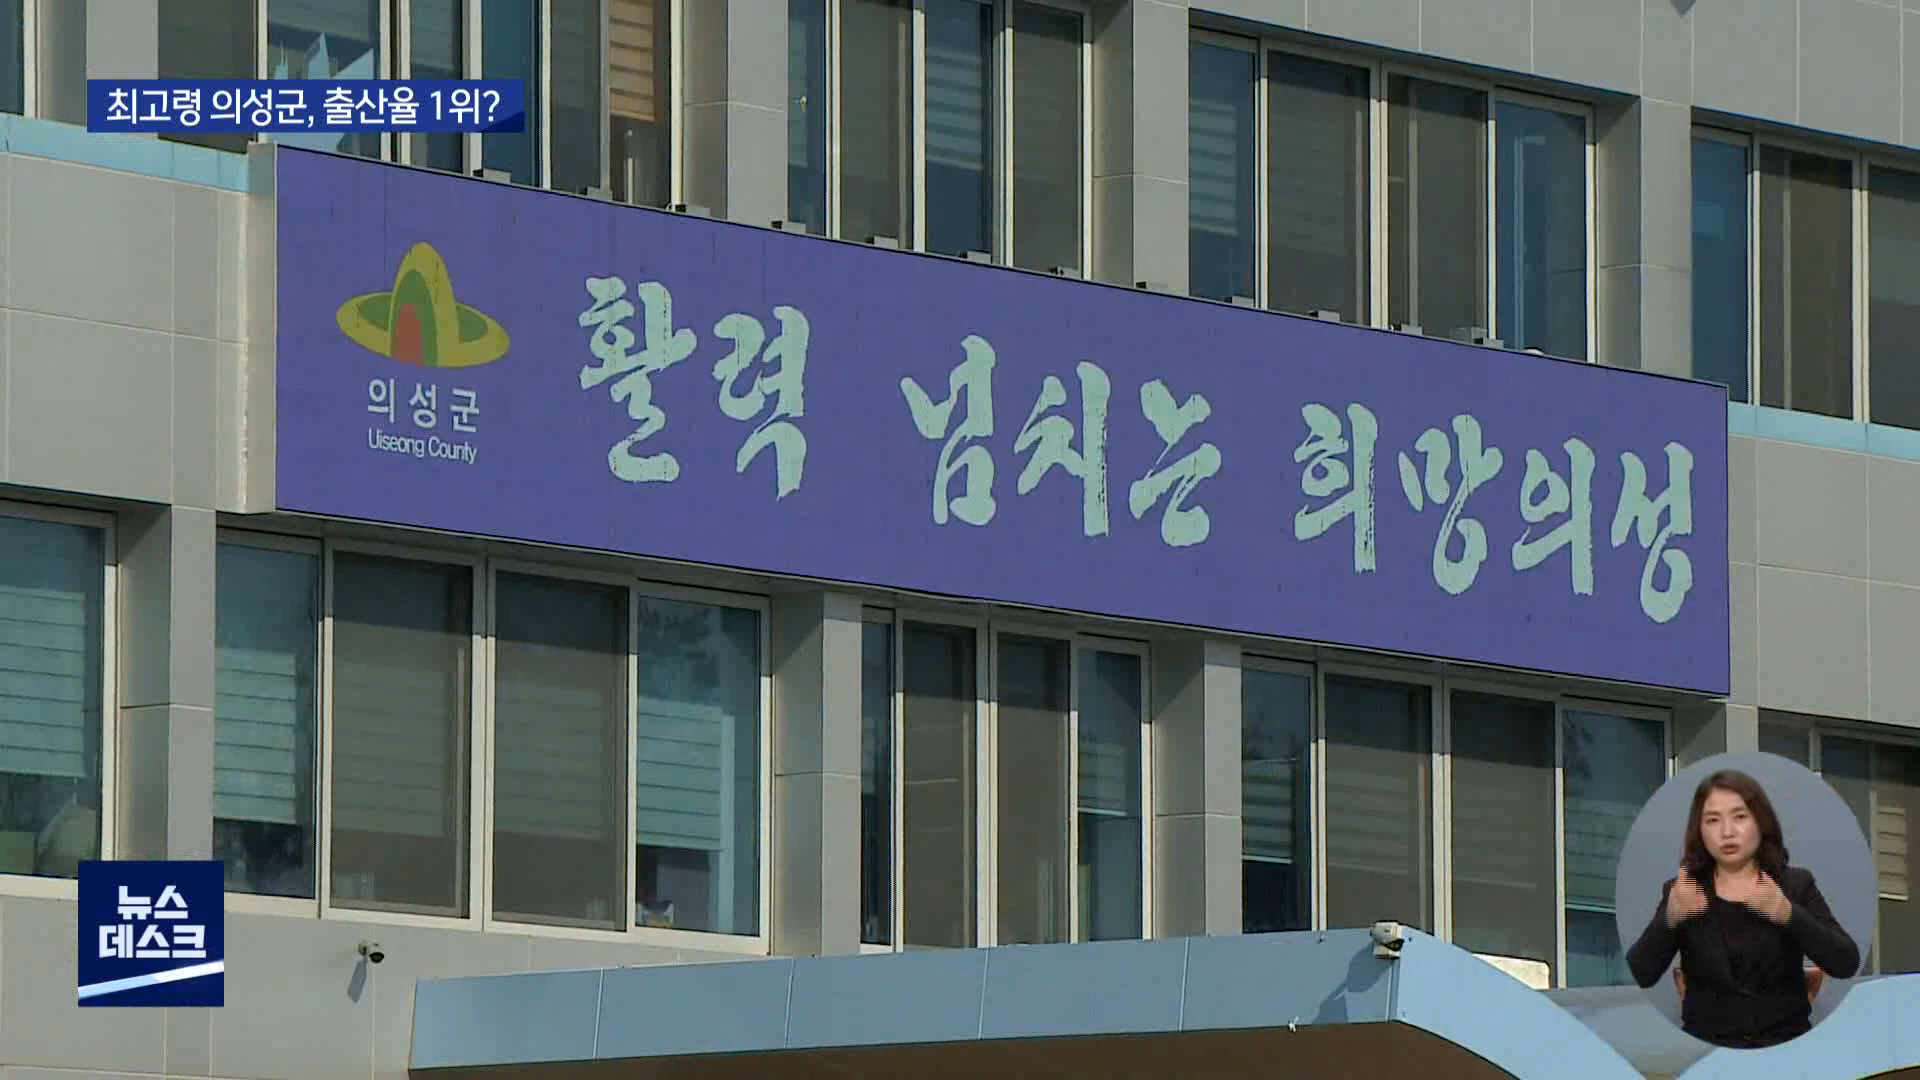 최고령 의성군, 출산율 1위?
의성군
Uiseong County
활력 넘치는 희망의성
뉴스
데스크